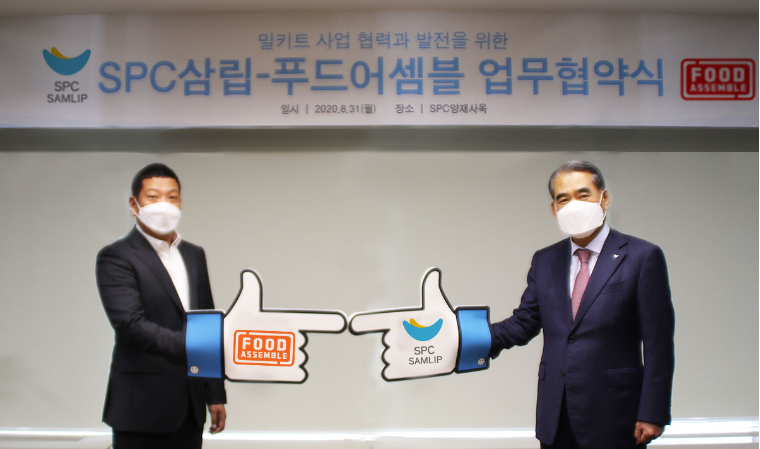 밀키트 사업 협력과 발전을 위한
SPC SAMLIP
SPC삼립-푸드어셈블 업무협약식
FOOD ASSEMBLE
일시 | 2020.8.31(월) 장소 | SPC양재사옥
FOOD
ASSEMBLE
SPC
SAMLIP